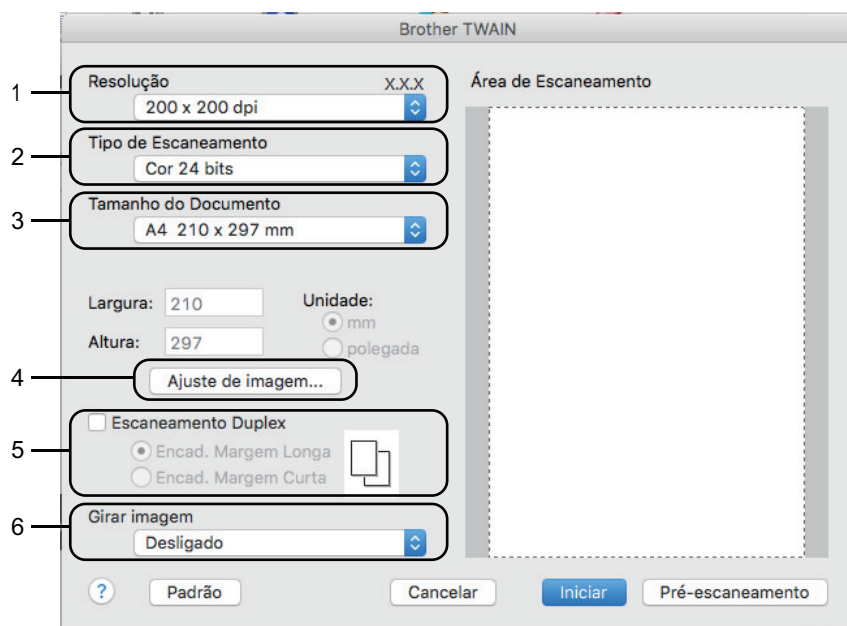 Brother TWAIN
1
Resolução X.X.X
200 x 200 dpi
2
Tipo de Escaneamento
Cor 24 bits
3
Tamanho do Documento
A4 210 x 297 mm
Largura: 210
Unidade:
mm
Altura: 297
polegada
4
Ajuste de imagem...
5
Escaneamento Duplex
Encad. Margem Longa
Encad. Margem Curta
6
Girar imagem
Desligado
Área de Escaneamento
?
Padrão
Cancelar
Iniciar
Pré-escaneamento